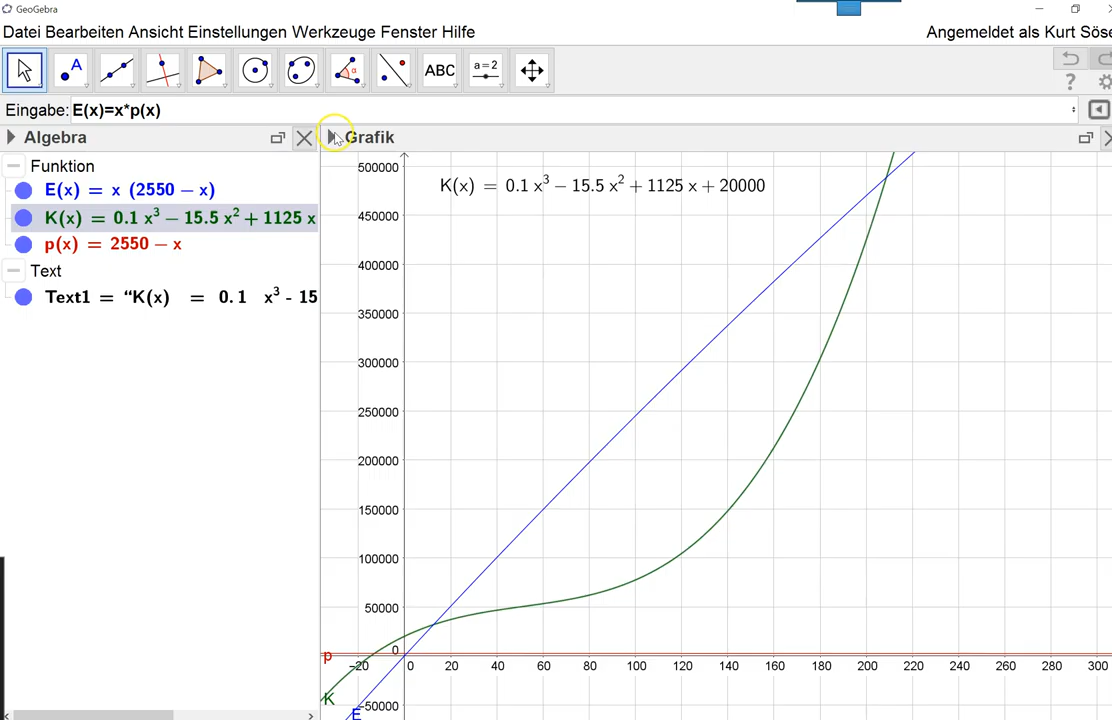 GeoGebra
Datei Bearbeiten Ansicht Einstellungen Werkzeuge Fenster Hilfe
Angemeldet als Kurt Söse
A
α
ABC
a=2
?
Eingabe: E(x)=x*p(x)
Algebra
Grafik
Funktion
E(x) = x (2550 − x)
K(x) = 0.1 x³ − 15.5 x² + 1125 x
p(x) = 2550 − x
Text
Text1 = “K(x) = 0.1 x³ - 15
K(x) = 0.1 x³ − 15.5 x² + 1125 x + 20000
500000
450000
400000
350000
300000
250000
200000
150000
100000
50000
0
−50000
−20 0 20 40 60 80 100 120 140 160 180 200 220 240 260 280 300
p
K
E